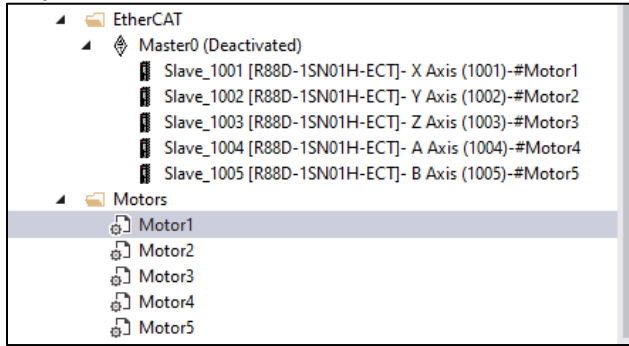 EtherCAT
Master0 (Deactivated)
Slave_1001 [R88D-1SN01H-ECT]- X Axis (1001)-#Motor1
Slave_1002 [R88D-1SN01H-ECT]- Y Axis (1002)-#Motor2
Slave_1003 [R88D-1SN01H-ECT]- Z Axis (1003)-#Motor3
Slave_1004 [R88D-1SN01H-ECT]- A Axis (1004)-#Motor4
Slave_1005 [R88D-1SN01H-ECT]- B Axis (1005)-#Motor5
Motors
Motor1
Motor2
Motor3
Motor4
Motor5